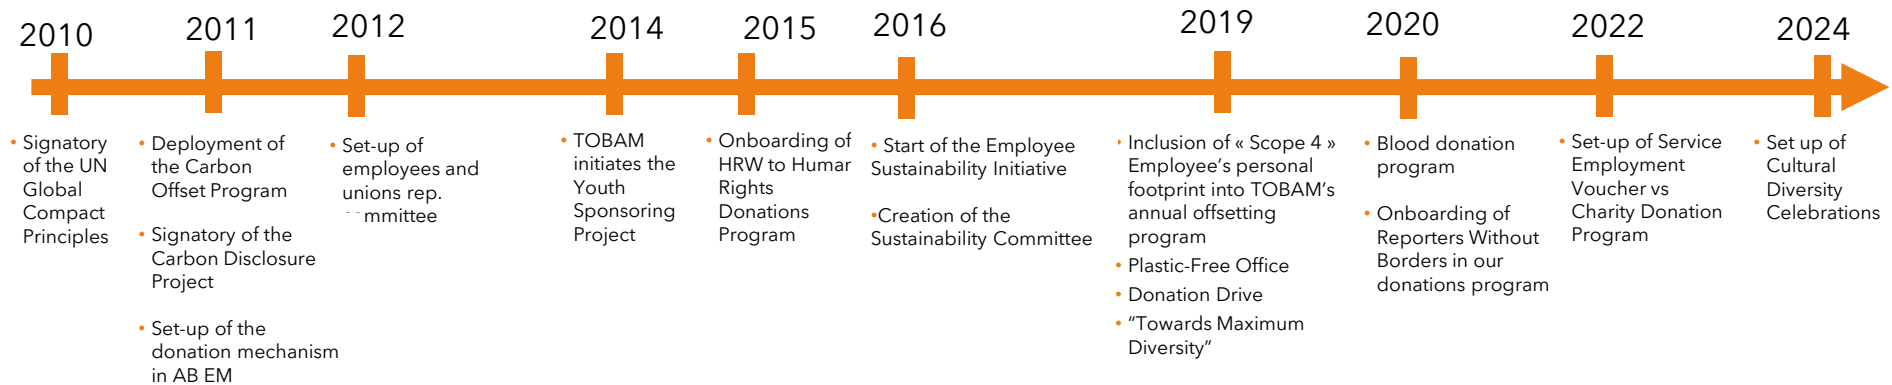 2010
• Signatory
of the UN
Global
Compact
Principles
2011
• Deployment of
the Carbon
Offset Program
• Signatory of the
Carbon Disclosure
Project
• Set-up of the
donation mechanism
in AB EM
2012
• Set-up of
employees and
unions rep.
2014
• TOBAM
initiates the
Youth
Sponsoring
Project
2015
• Onboarding of
HRW to Human
Rights
Donations
Program
2016
• Start of the Employee
Sustainability Initiative
•Creation of the
Sustainability Committee
2019
• Inclusion of « Scope 4 »
Employee’s personal
footprint into TOBAM’s
annual offsetting
program
• Plastic-Free Office
• Donation Drive
• “Towards Maximum
Diversity”
2020
• Blood donation
program
• Onboarding of
Reporters Without
Borders in our
donations program
2022
• Set-up of Service
Employment
Voucher vs
Charity Donation
Program
2024
• Set up of
Cultural
Diversity
Celebrations